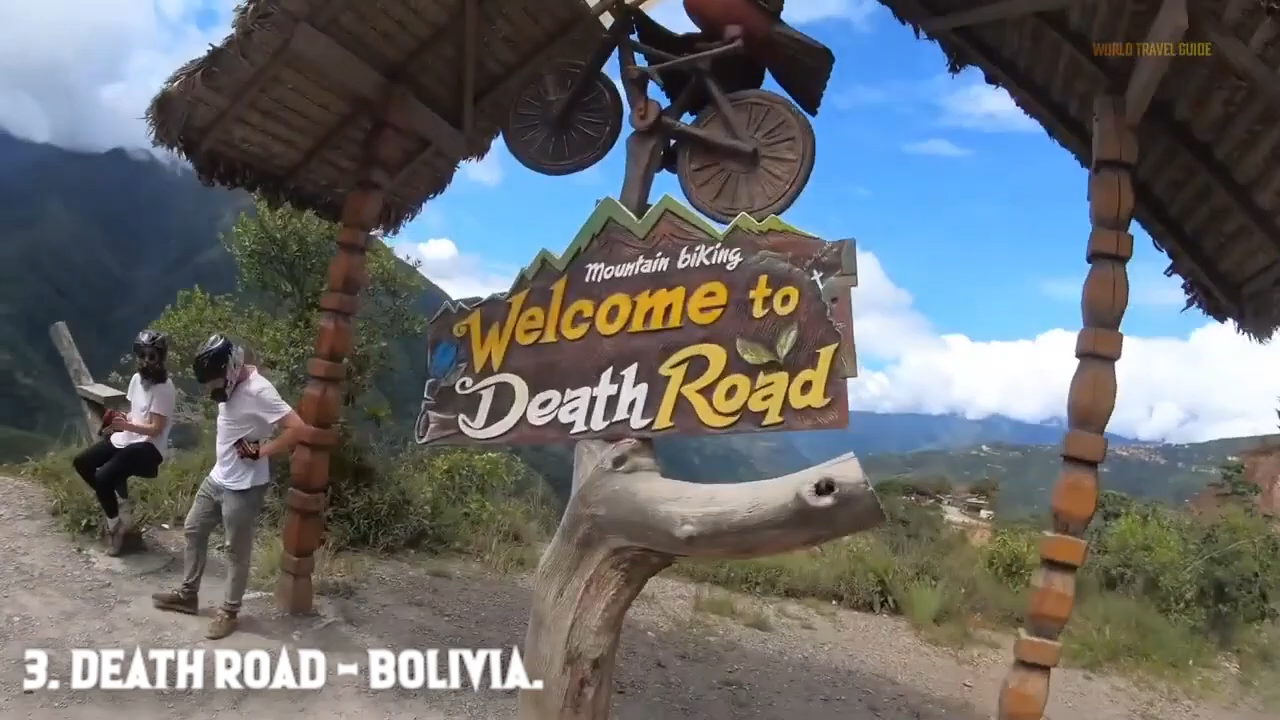 WORLD TRAVEL GUIDE
Mountain biking
Welcome to
Death Road
3. DEATH ROAD - BOLIVIA.